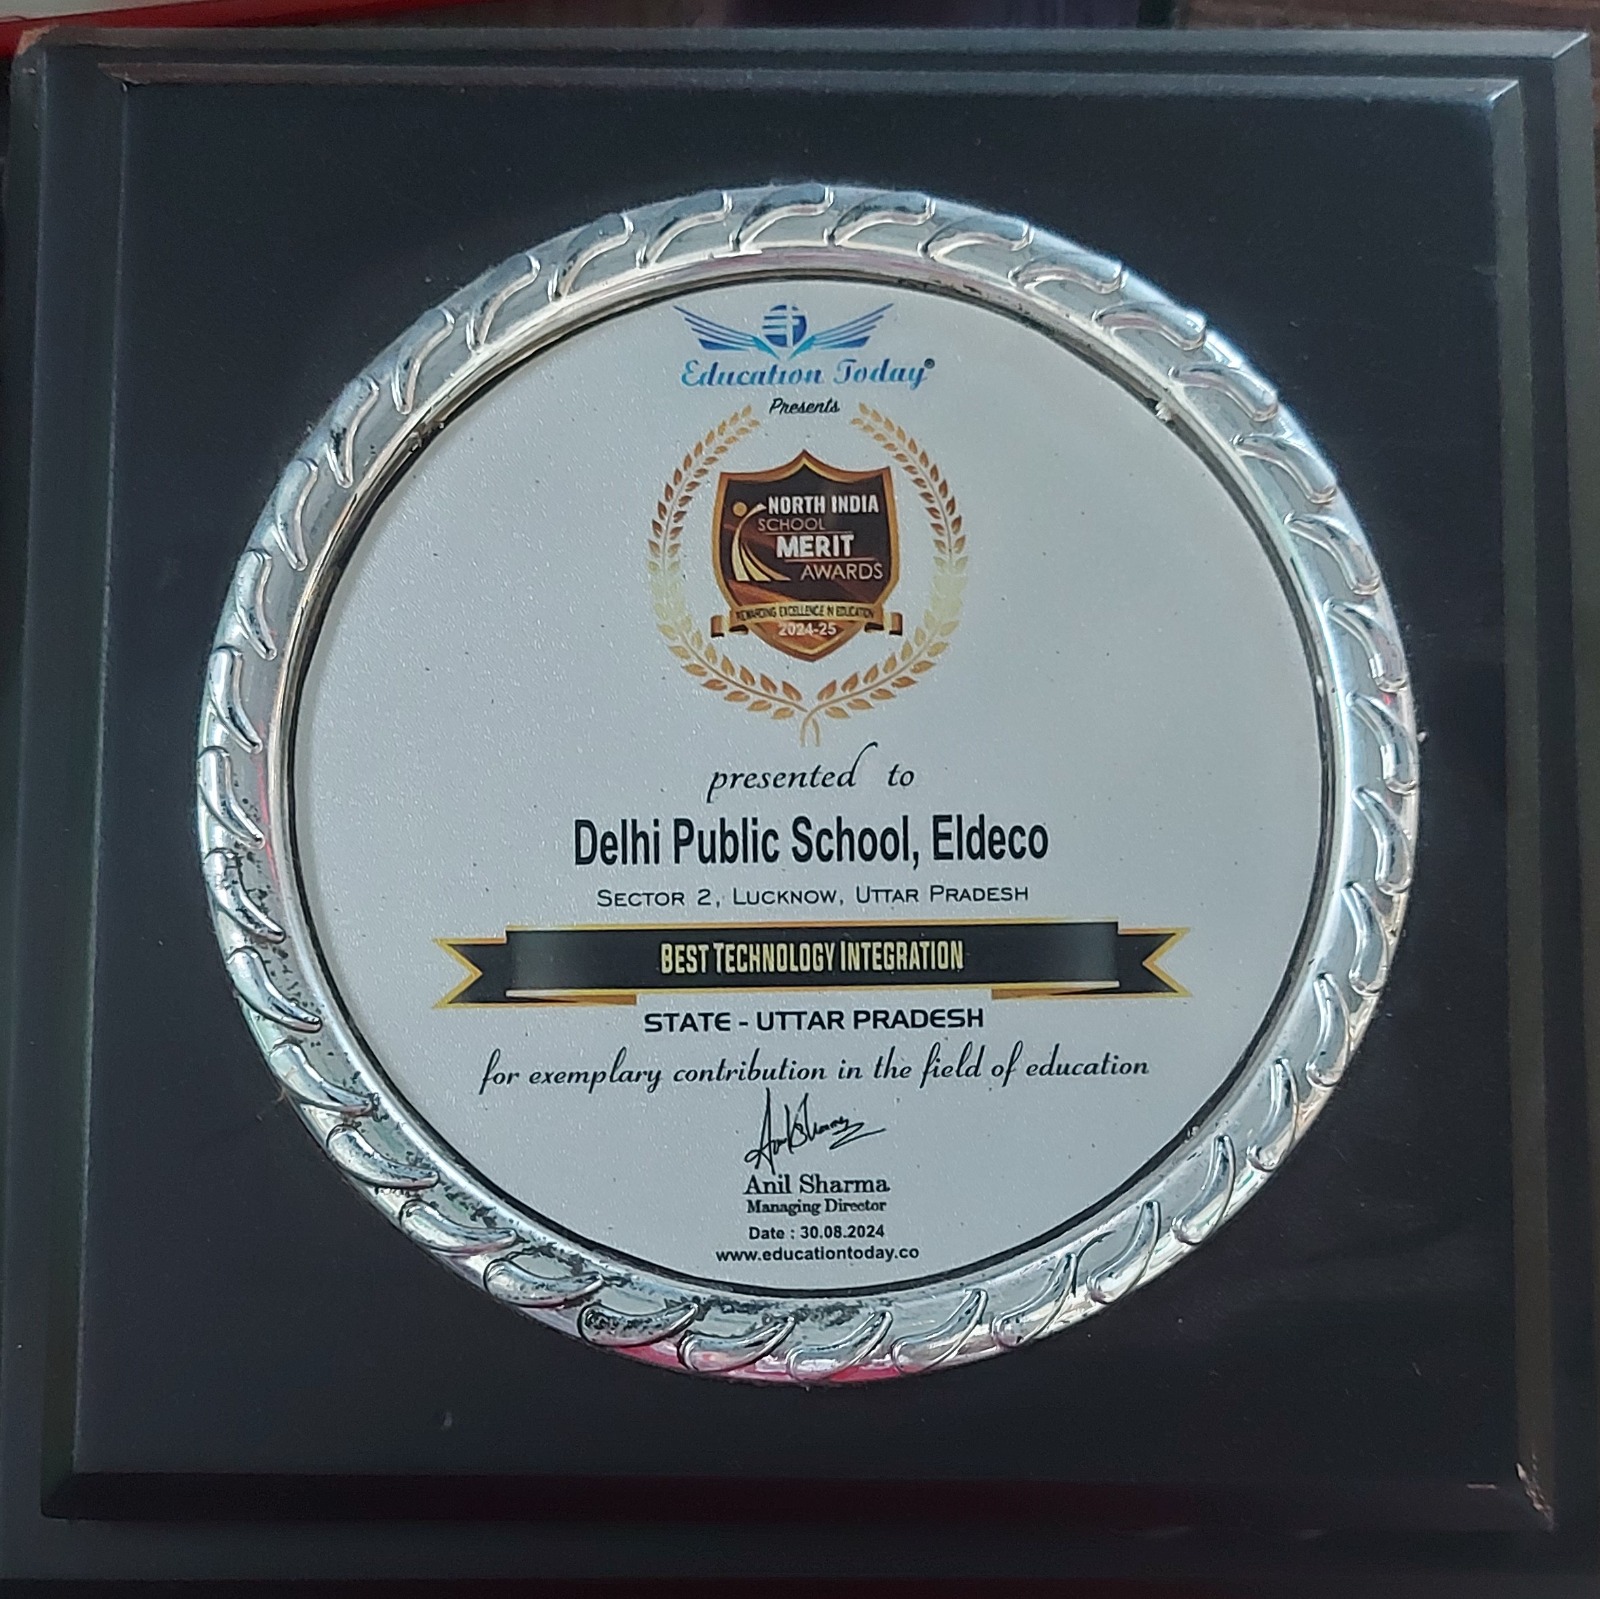 Education Today®
Presents
NORTH INDIA
SCHOOL
MERIT
AWARDS
REWARDING EXCELLENCE IN EDUCATION
2024-25
presented to
Delhi Public School, Eldeco
SECTOR 2, LUCKNOW, UTTAR PRADESH
BEST TECHNOLOGY INTEGRATION
STATE - UTTAR PRADESH
for exemplary contribution in the field of education
Anil Sharma
Managing Director
Date : 30.08.2024
www.educationtoday.co